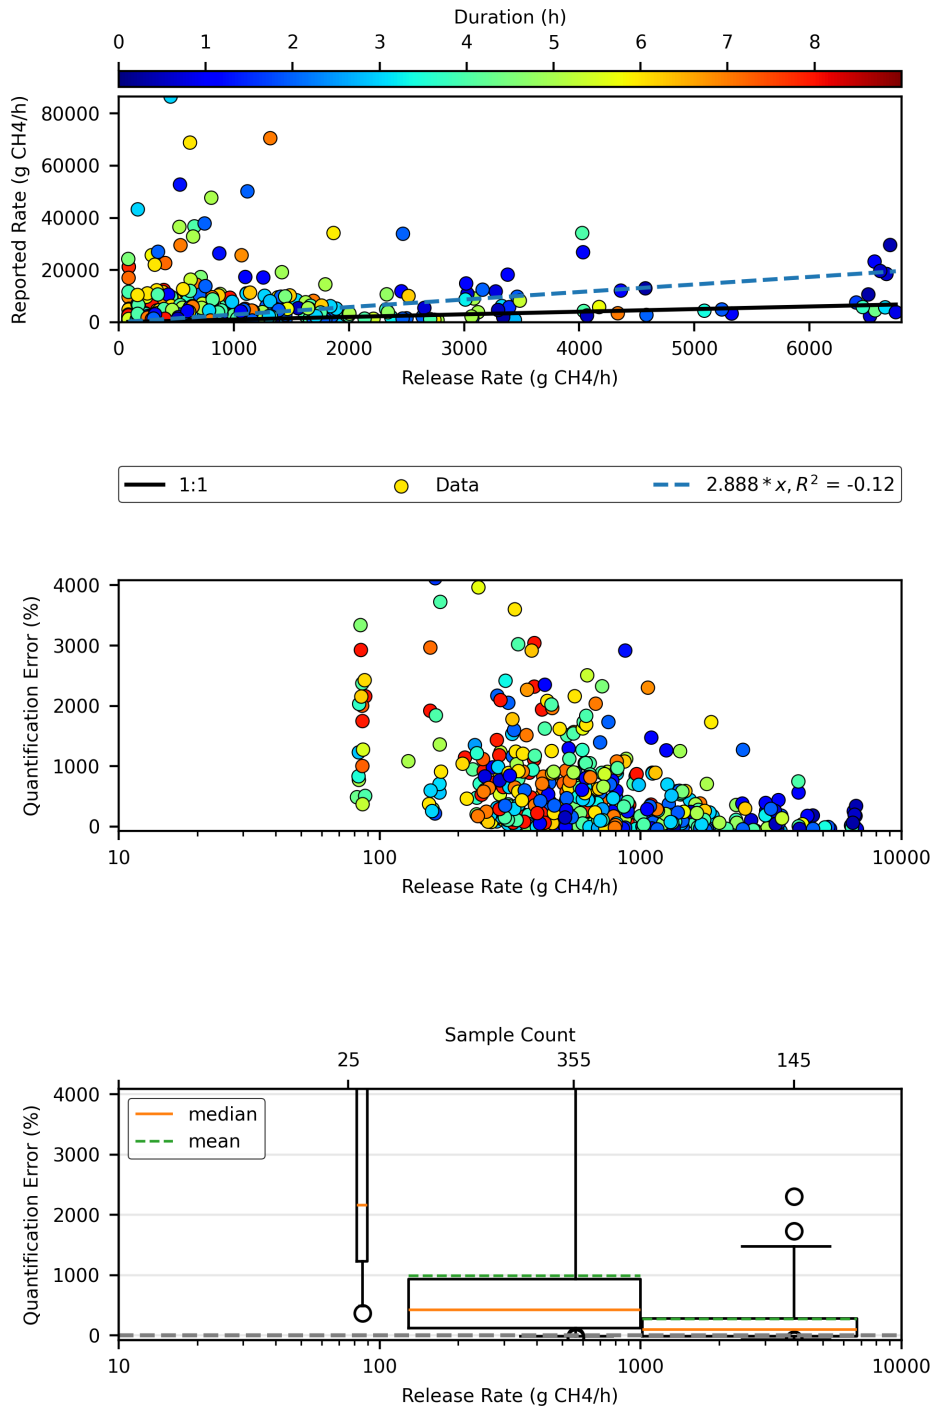 Duration (h)
0 1 2 3 4 5 6 7 8
Reported Rate (g CH4/h)
80000
60000
40000
20000
0
0 1000 2000 3000 4000 5000 6000
Release Rate (g CH4/h)
1:1 Data 2.888 * x, R² = -0.12
Quantification Error (%)
4000
3000
2000
1000
0
10 100 1000 10000
Release Rate (g CH4/h)
Sample Count
25 355 145
Quantification Error (%)
4000
3000
2000
1000
0
median
mean
10 100 1000 10000
Release Rate (g CH4/h)